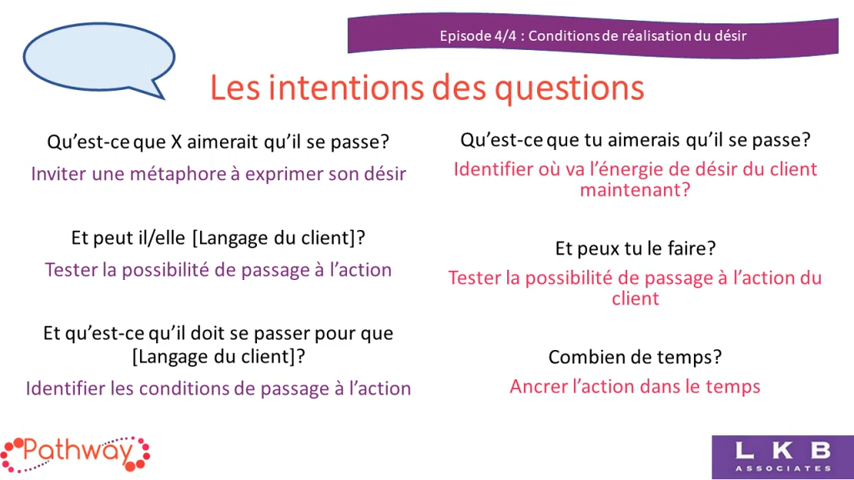 Episode 4/4 : Conditions de réalisation du désir
Les intentions des questions
Qu'est-ce que X aimerait qu'il se passe?
Inviter une métaphore à exprimer son désir
Et peut il/elle [Langage du client]?
Tester la possibilité de passage à l'action
Et qu'est-ce qu'il doit se passer pour que
[Langage du client]?
Identifier les conditions de passage à l'action
Qu'est-ce que tu aimerais qu'il se passe?
Identifier où va l'énergie de désir du client
maintenant?
Et peux tu le faire?
Tester la possibilité de passage à l'action du
client
Combien de temps?
Ancrer l'action dans le temps
Pathway
LKB
ASSOCIATES